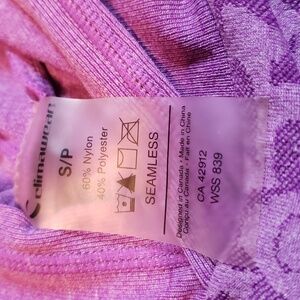 Climawear
S/P
60% Nylon
40% Polyester
SEAMLESS
Designed in Canada • Made in China
Conçu au Canada • Fait en Chine
CA 42912
WSS 839